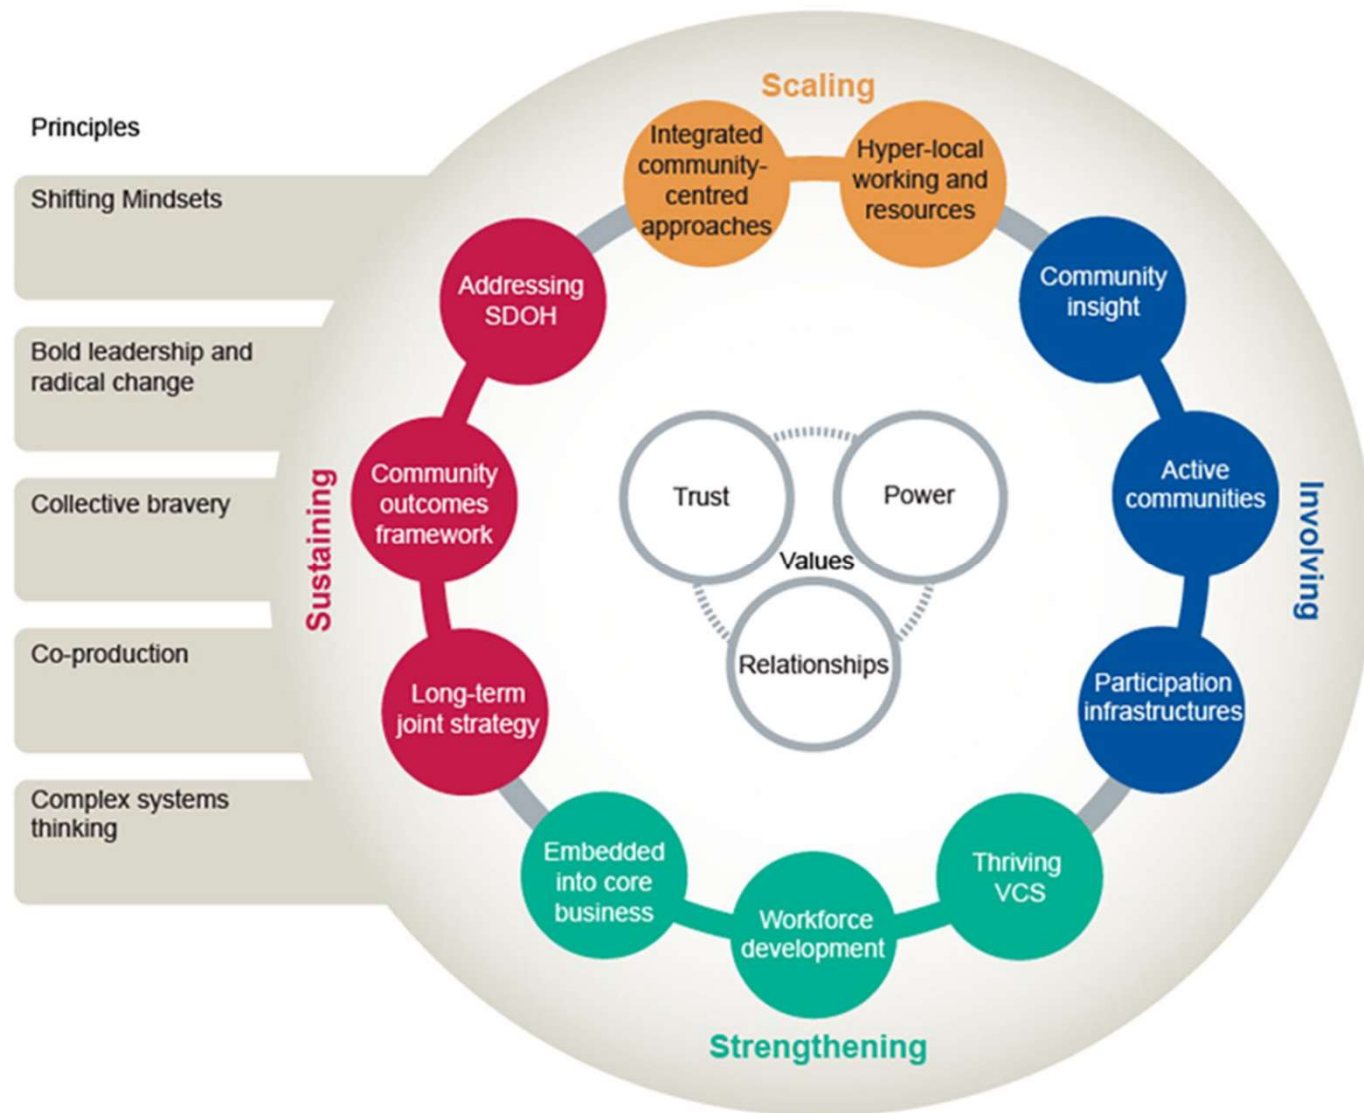 Principles
Shifting Mindsets
Bold leadership and
radical change
Collective bravery
Co-production
Complex systems
thinking
Scaling
Integrated
community-
centred
approaches
Hyper-local
working and
resources
Involving
Community
insight
Active
communities
Participation
infrastructures
Strengthening
Thriving
VCS
Workforce
development
Embedded
into core
business
Sustaining
Long-term
joint strategy
Community
outcomes
framework
Addressing
SDOH
Trust
Power
Values
Relationships